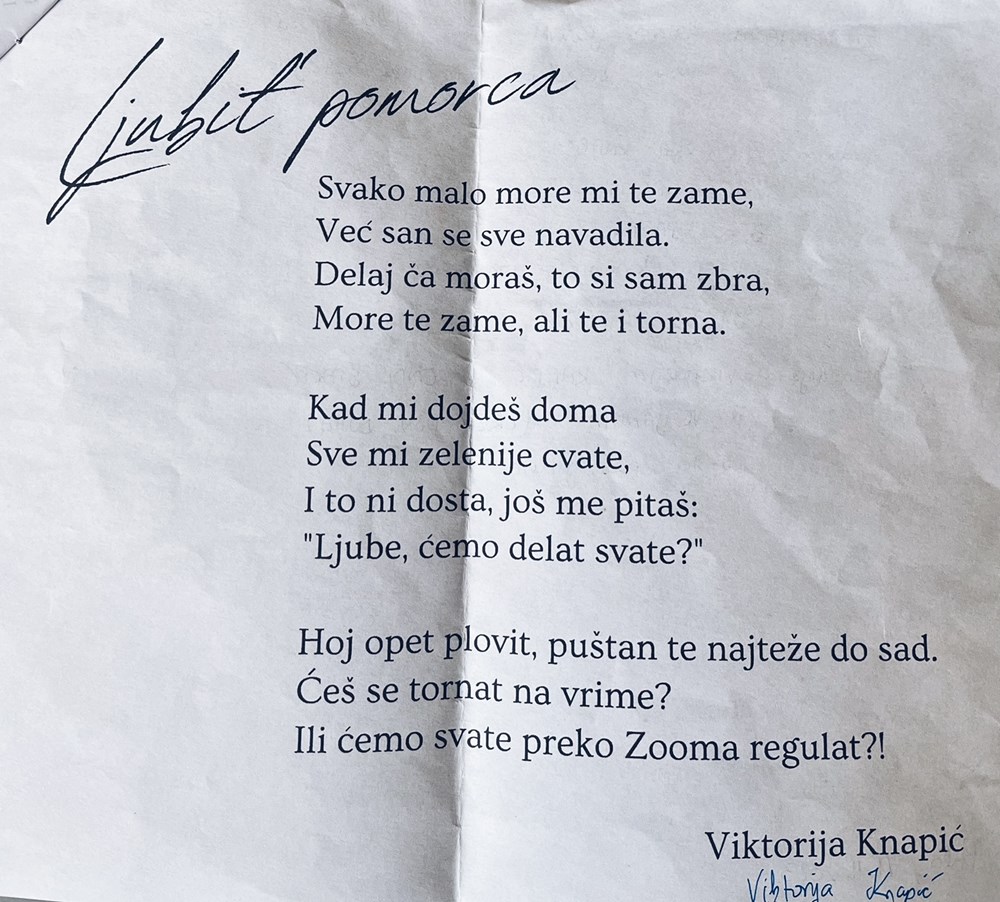 Ljubit' pomorca
Svako malo more mi te zame,
Već san se sve navadila.
Delaj ča moraš, to si sam zbra,
More te zame, ali te i torna.
Kad mi dojdeš doma
Sve mi zelenije cvate,
I to ni dosta, još me pitaš:
"Ljube, ćemo delat svate?"
Hoj opet plovit, puštan te najteže do sad.
Ćeš se tornat na vrime?
Ili ćemo svate preko Zooma regulat?!
Viktorija Knapić
Viktorija Knapić